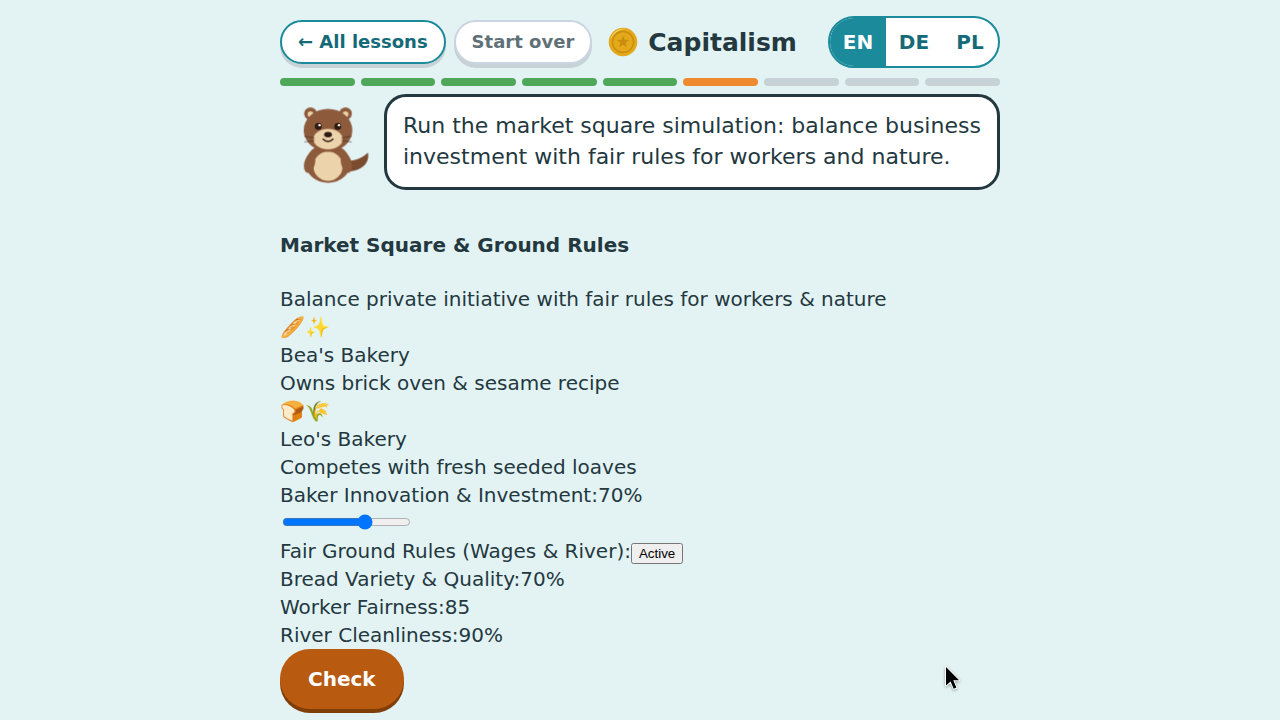 ← All lessons
Start over
Capitalism
EN DE PL
Run the market square simulation: balance business
investment with fair rules for workers and nature.
Market Square & Ground Rules
Balance private initiative with fair rules for workers & nature
Bea's Bakery
Owns brick oven & sesame recipe
Leo's Bakery
Competes with fresh seeded loaves
Baker Innovation & Investment:70%
Fair Ground Rules (Wages & River):Active
Bread Variety & Quality:70%
Worker Fairness:85
River Cleanliness:90%
Check